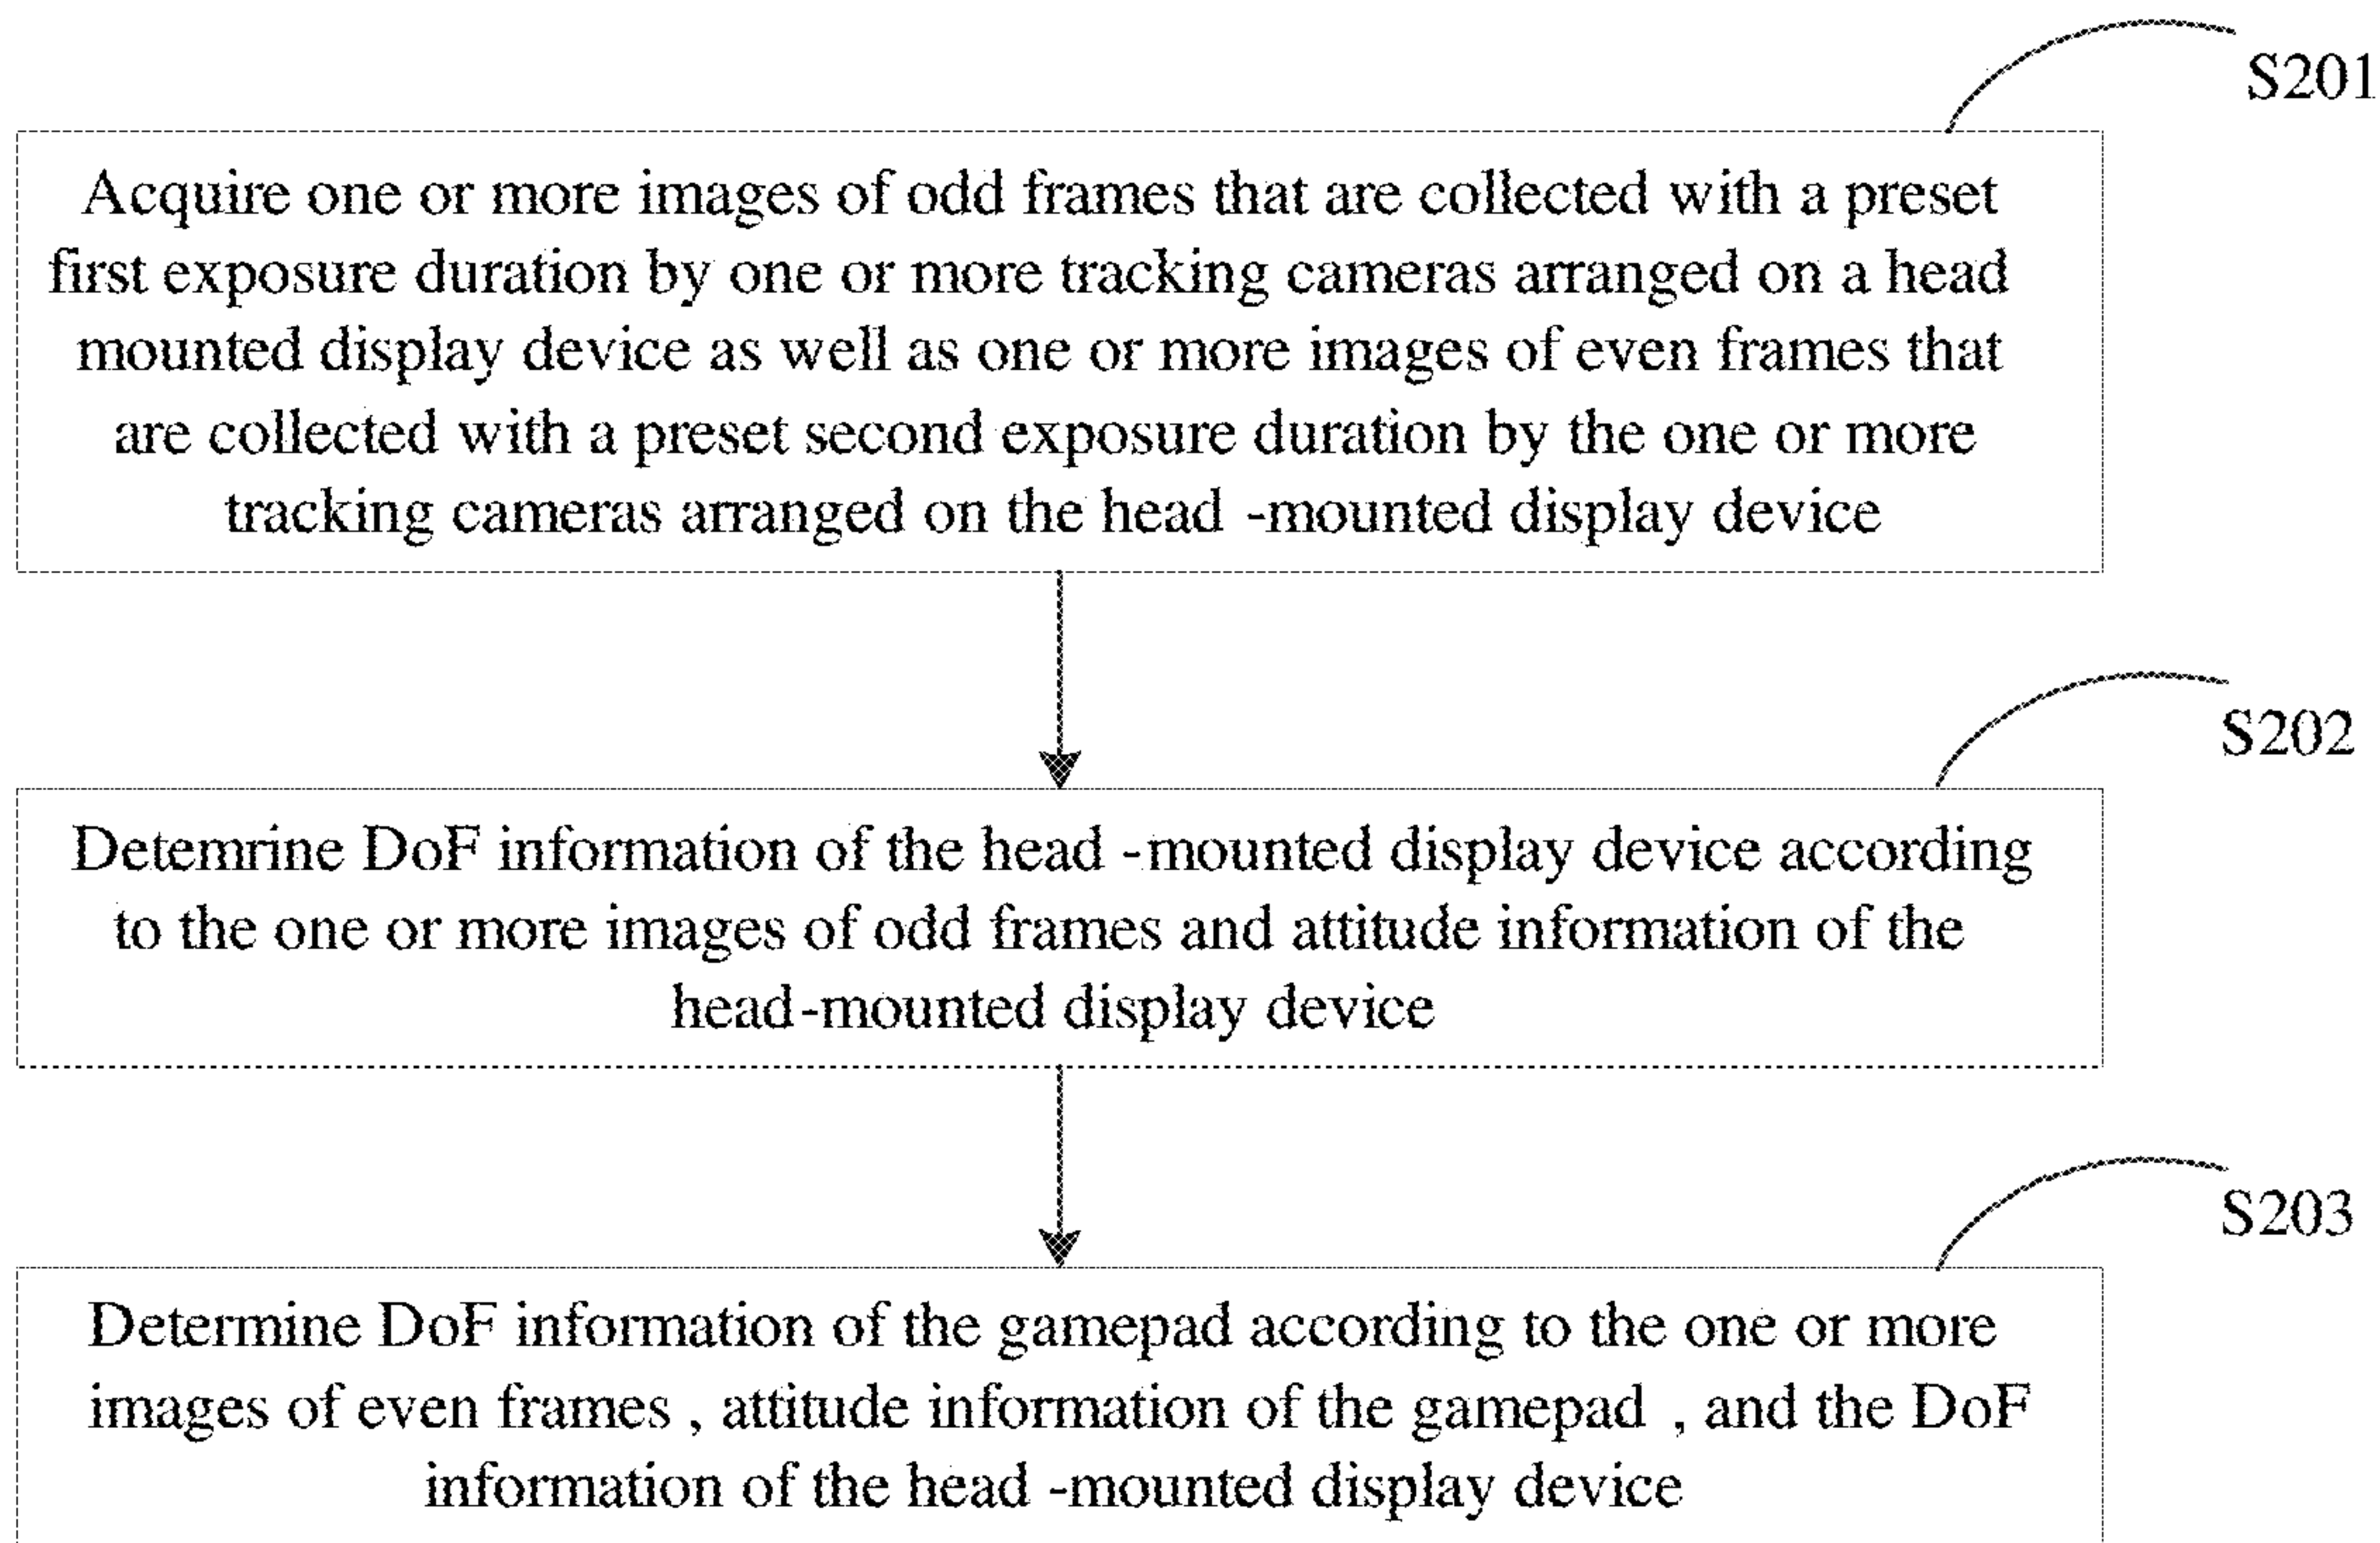 S201
Acquire one or more images of odd frames that are collected with a preset
first exposure duration by one or more tracking cameras arranged on a head
mounted display device as well as one or more images of even frames that
are collected with a preset second exposure duration by the one or more
tracking cameras arranged on the head -mounted display device
S202
Detemrine DoF information of the head -mounted display device according
to the one or more images of odd frames and attitude information of the
head-mounted display device
S203
Determine DoF information of the gamepad according to the one or more
images of even frames , attitude information of the gamepad , and the DoF
information of the head -mounted display device